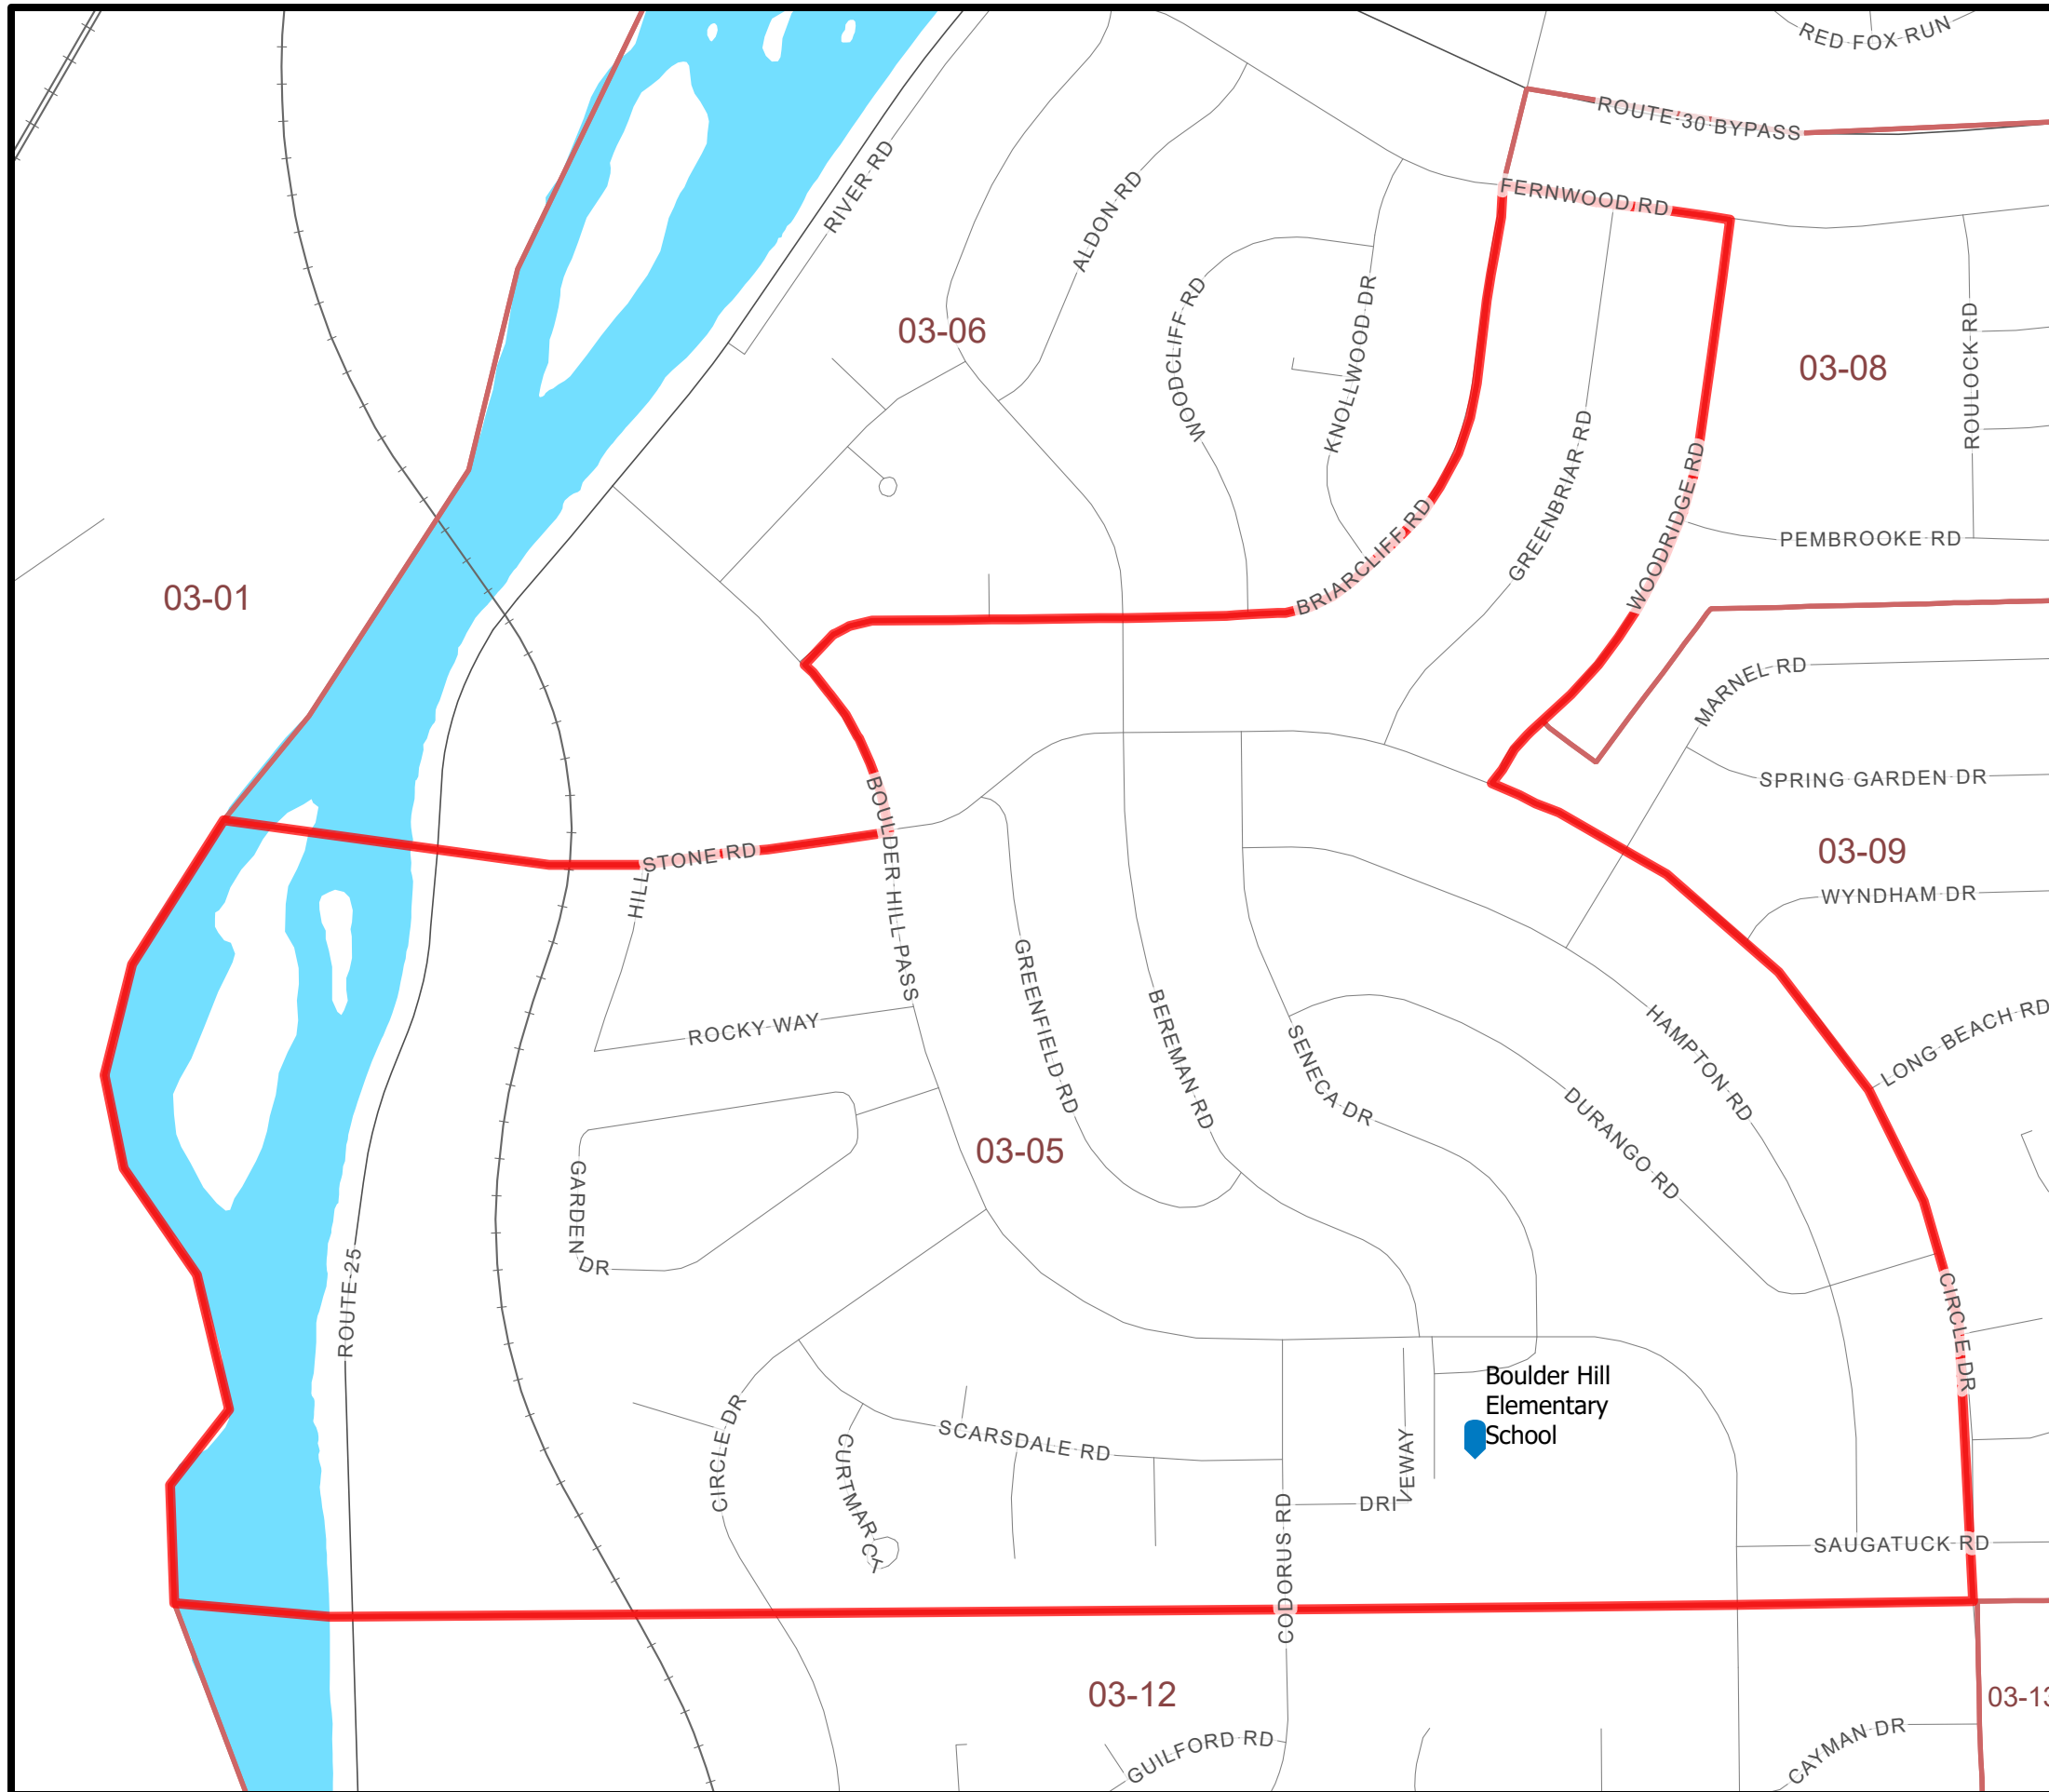 RED FOX RUN
ROUTE 30 BYPASS
RIVER RD
ALDON RD
FERNWOOD RD
03-06
WOODCLIFF RD
KNOLLWOOD DR
03-08
ROULOCK RD
GREENBRIAR RD
WOODRIDGE RD
BRIARCLIFF RD
PEMBROOKE RD
03-01
MARNEL RD
SPRING GARDEN DR
BOULDER HILL PASS
STONE RD
HILL
03-09
WYNDHAM DR
GREENFIELD RD
BEREMAN RD
ROCKY WAY
SENECA DR
HAMPTON RD
LONG BEACH RD
DURANGO RD
03-05
GARDEN DR
ROUTE 25
CIRCLE DR
Boulder Hill
Elementary
School
CIRCLE DR
CURTMAR CT
SCARSDALE RD
DRIVEWAY
CODORUS RD
SAUGATUCK RD
03-12
03-13
GUILFORD RD
CAYMAN DR